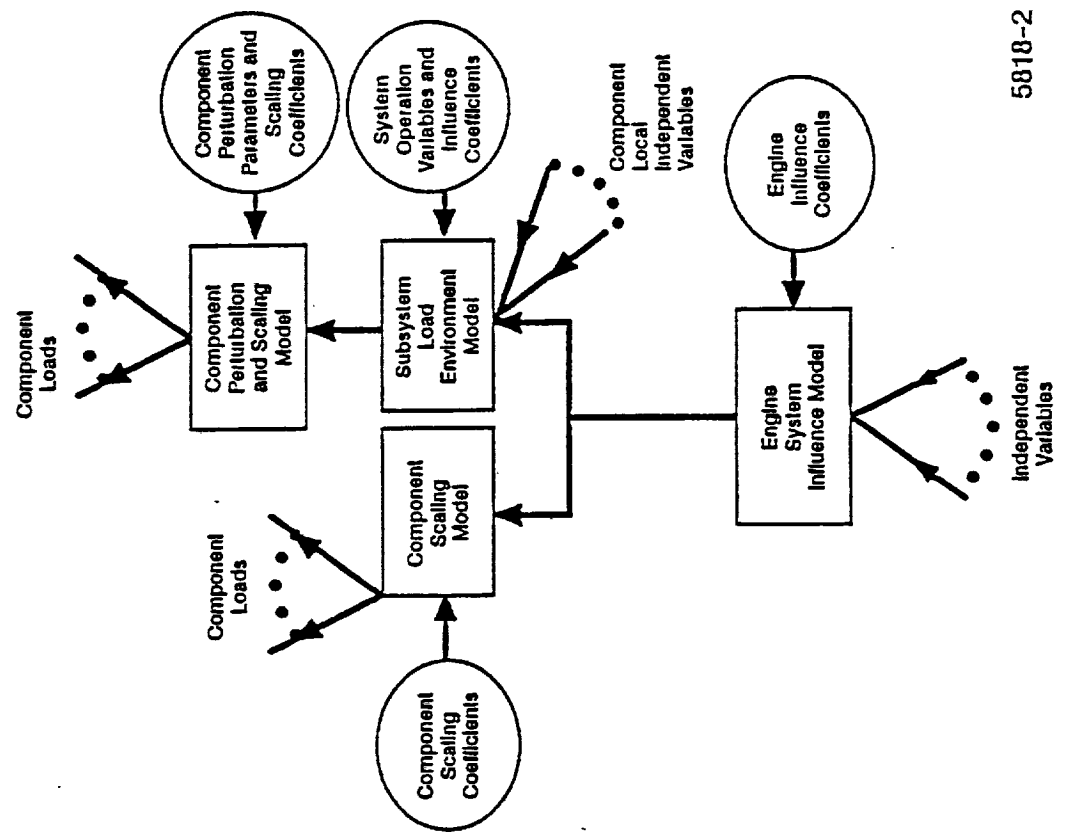 Component
Loads
Component
Perturbation
and Scaling
Model
Component
Perturbation
Parameters and
Scaling
Coefficients
Component
Loads
Component
Scaling
Model
Component
Scaling
Coefficients
Subsystem
Load
Environment
Model
System
Operation
Variables and
Influence
Coefficients
Component
Local
Independent
Variables
Engine
System
Influence Model
Engine
Influence
Coefficients
Independent
Variables
5818-2